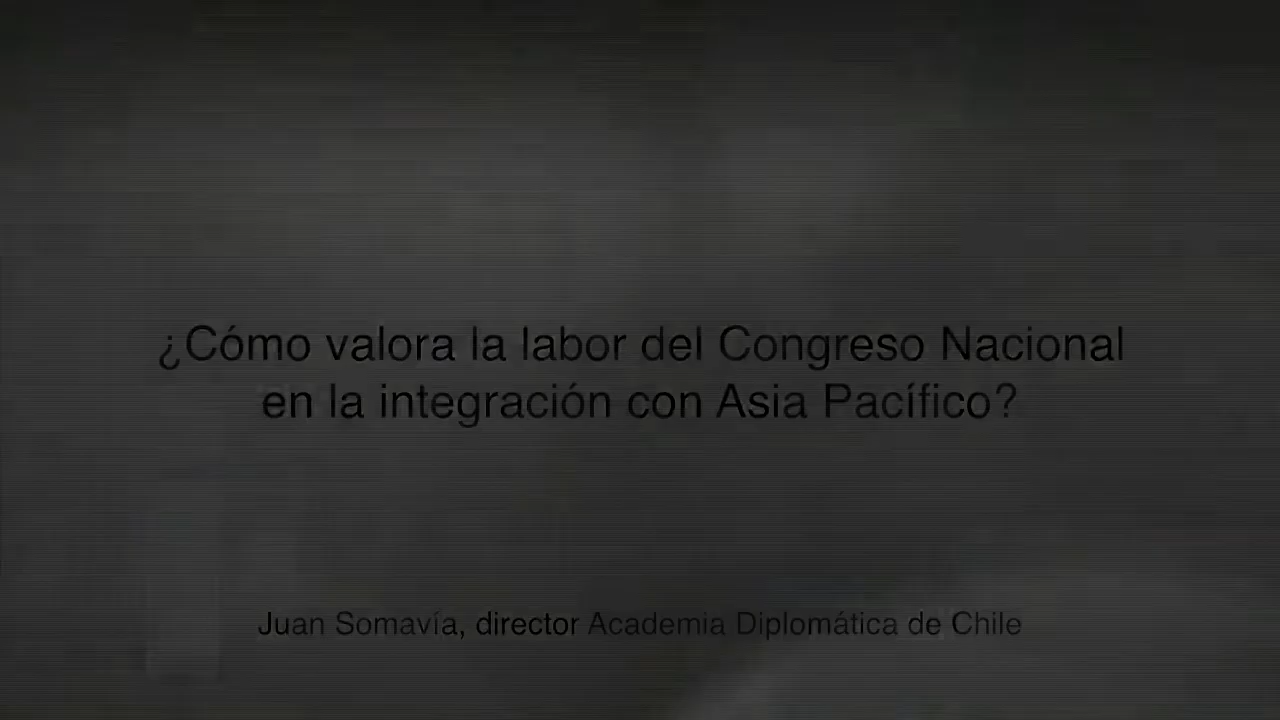 ¿Cómo valora la labor del Congreso Nacional
en la integración con Asia Pacífico?
Juan Somavía, director Academia Diplomática de Chile